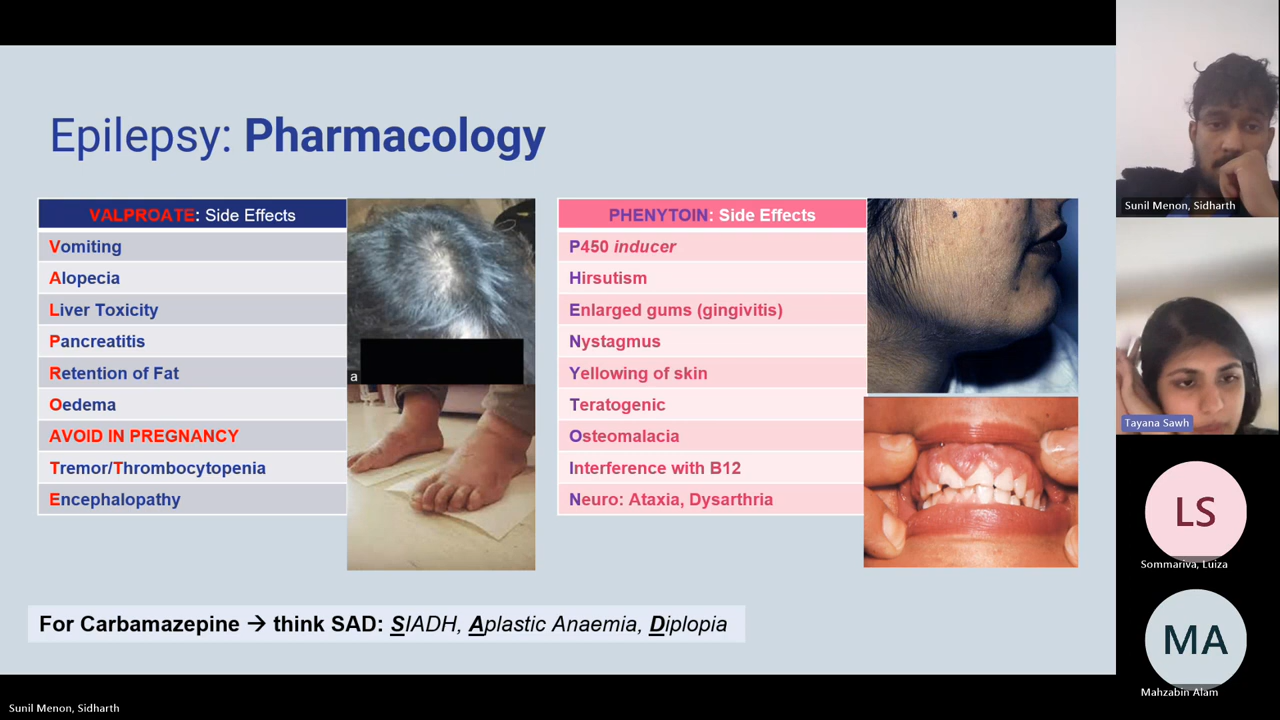 Epilepsy: Pharmacology
VALPROATE: Side Effects
Vomiting
Alopecia
Liver Toxicity
Pancreatitis
Retention of Fat
Oedema
AVOID IN PREGNANCY
Tremor/Thrombocytopenia
Encephalopathy
a
PHENYTOIN: Side Effects
P450 inducer
Hirsutism
Enlarged gums (gingivitis)
Nystagmus
Yellowing of skin
Teratogenic
Osteomalacia
Interference with B12
Neuro: Ataxia, Dysarthria
For Carbamazepine → think SAD: SIADH, Aplastic Anaemia, Diplopia
Sunil Menon, Sidharth
Tayana Sawh
LS
Sommariva, Luiza
MA
Mahzabin Alam
Sunil Menon, Sidharth